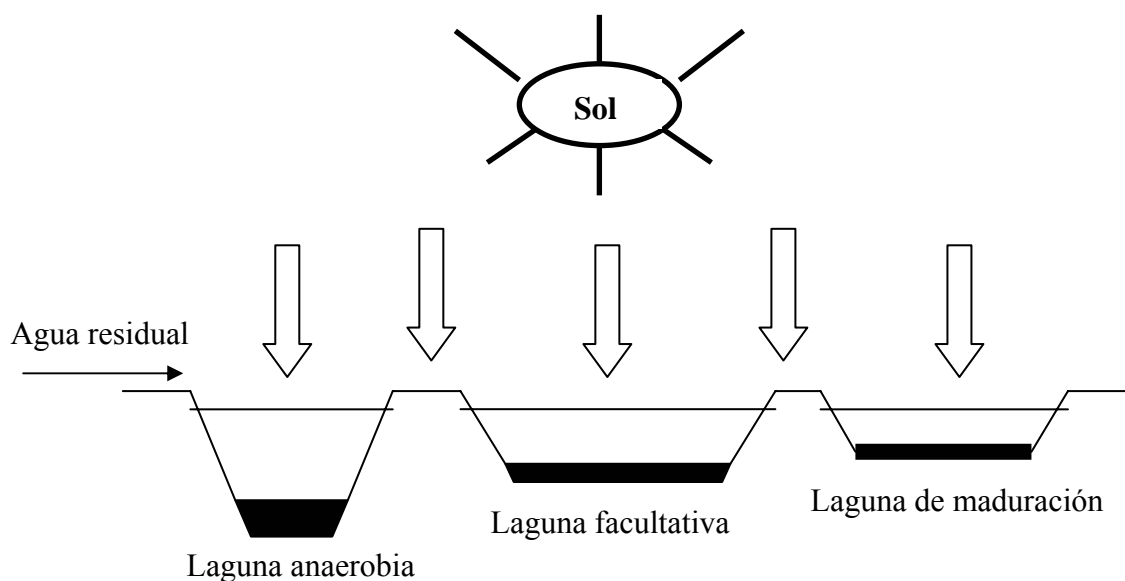 Sol
Agua residual
Laguna anaerobia
Laguna facultativa
Laguna de maduración